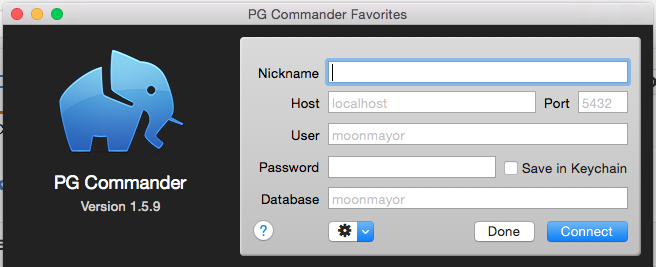 PG Commander Favorites
Nickname
Host localhost Port 5432
User moonmayor
Password Save in Keychain
Database moonmayor
PG Commander
Version 1.5.9
? Done Connect